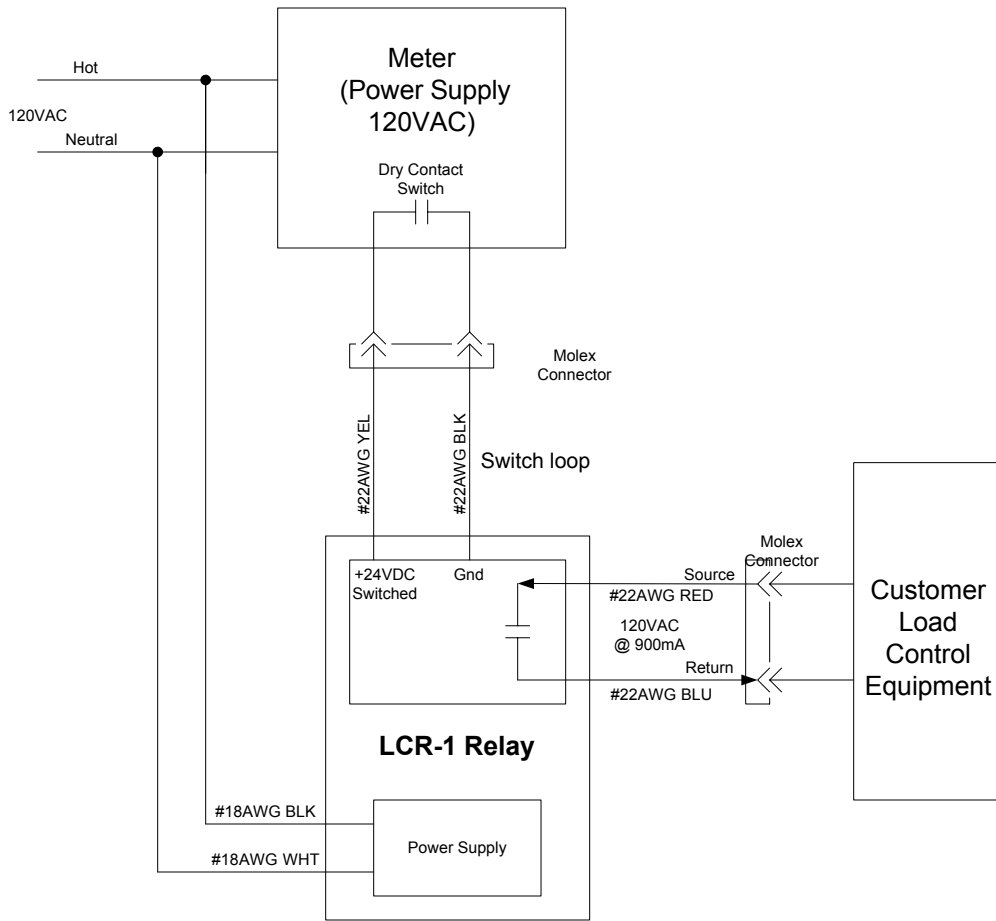 Hot
120VAC
Neutral
Meter
(Power Supply
120VAC)
Dry Contact
Switch
Molex
Connector
#22AWG YEL
#22AWG BLK
Switch loop
+24VDC
Switched
Gnd
Source
#22AWG RED
120VAC
@ 900mA
Return
#22AWG BLU
Molex
Connector
Customer
Load
Control
Equipment
LCR-1 Relay
#18AWG BLK
#18AWG WHT
Power Supply